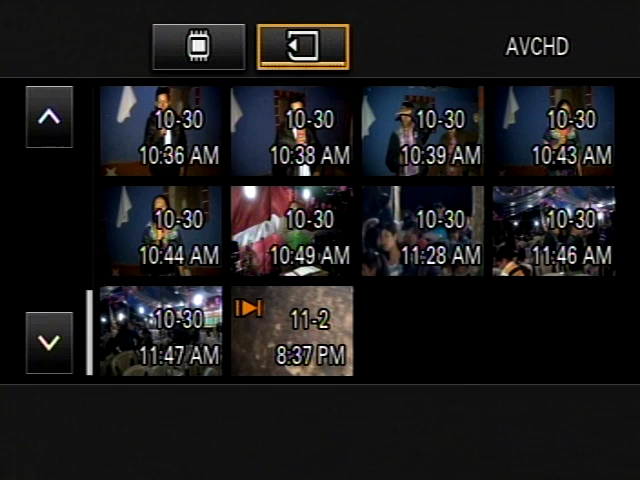 AVCHD
10-30
10:36 AM
10-30
10:38 AM
10-30
10:39 AM
10-30
10:43 AM
10-30
10:44 AM
10-30
10:49 AM
10-30
11:28 AM
10-30
11:46 AM
10-30
11:47 AM
11-2
8:37 PM